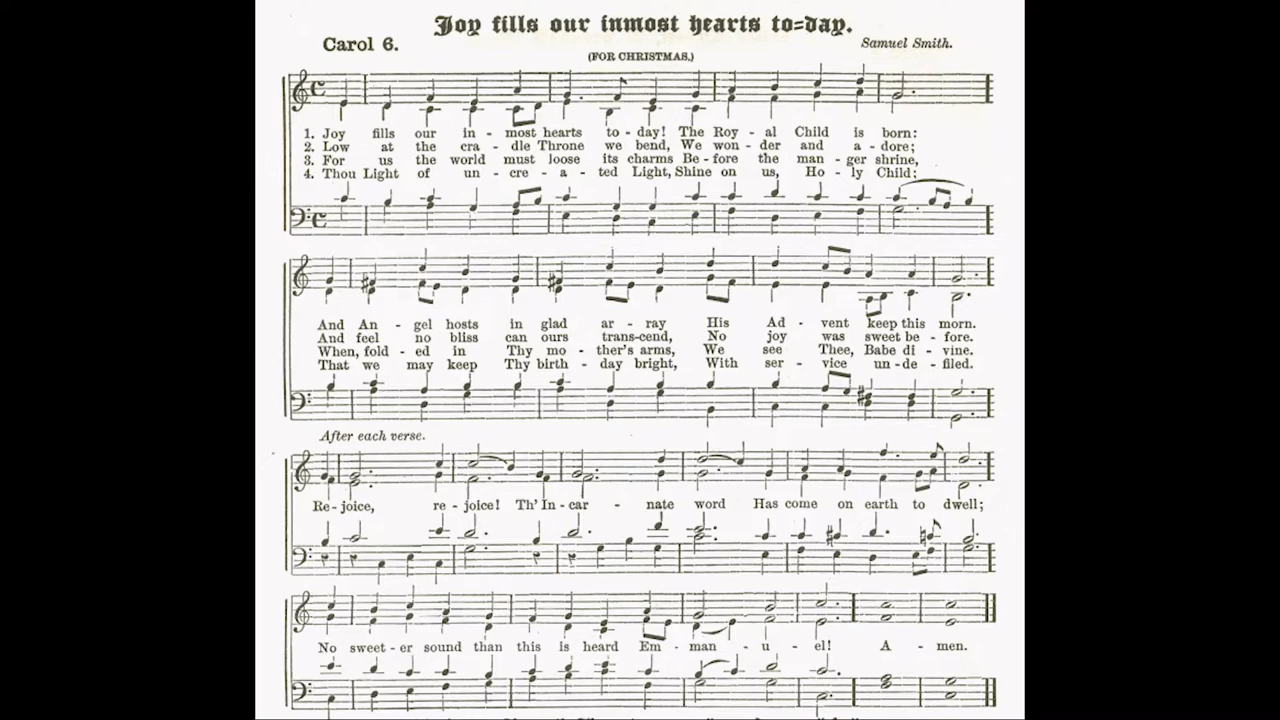 Joy fills our inmost hearts to=day.
Carol 6.
Samuel Smith.
(FOR CHRISTMAS.)
1. Joy fills our in - most hearts to - day! The Roy - al Child is born:
2. Low at the cra - dle Throne we bend, We won - der and a - dore;
3. For us the world must loose its charms Be - fore the man - ger shrine,
4. Thou Light of un - cre - a - ted Light, Shine on us, Ho - ly Child;
And An - gel hosts in glad ar - ray His Ad - vent keep this morn.
And feel no bliss can ours trans-cend, No joy was sweet be - fore.
When, fold - ed in Thy mo - ther's arms, We see Thee, Babe di - vine.
That we may keep Thy birth - day bright, With ser - vice un - de - filed.
After each verse.
Re - joice, re - joice! Th' In - car - nate word Has come on earth to dwell;
No sweet - er sound than this is heard Em - man - u - el! A - men.